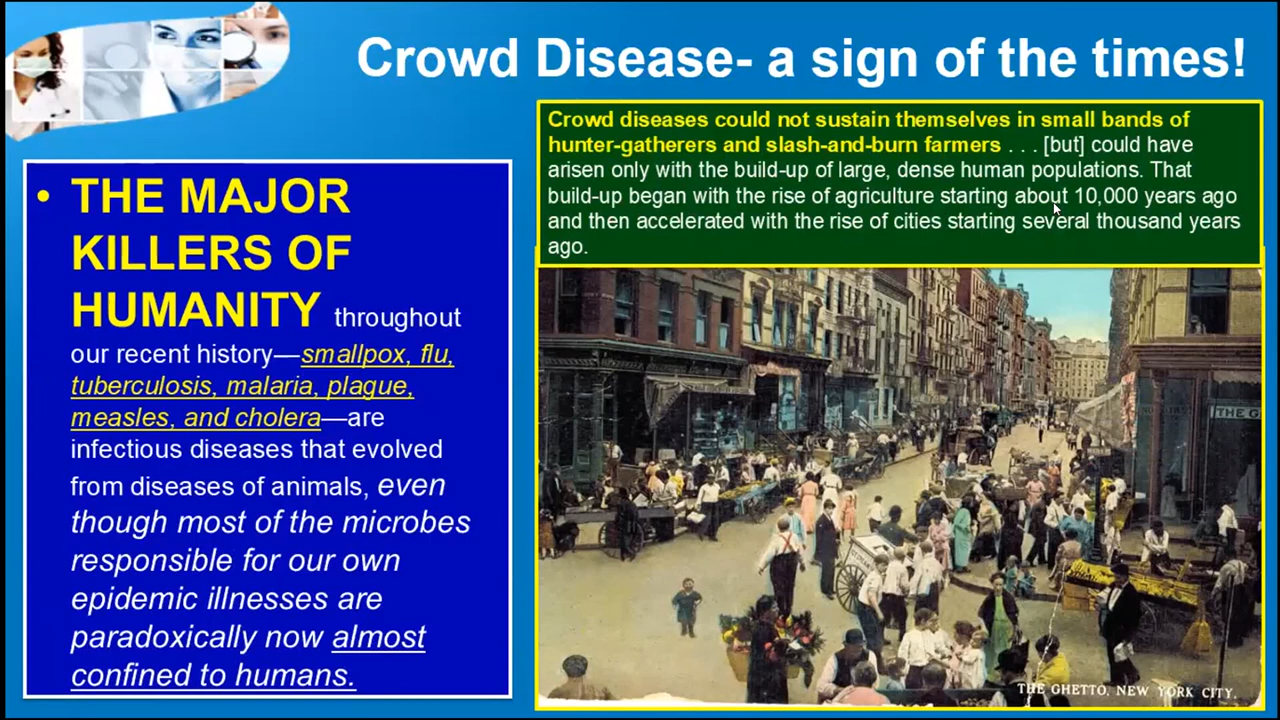 Crowd Disease- a sign of the times!
• THE MAJOR
KILLERS OF
HUMANITY throughout
our recent history—smallpox, flu,
tuberculosis, malaria, plague,
measles, and cholera—are
infectious diseases that evolved
from diseases of animals, even
though most of the microbes
responsible for our own
epidemic illnesses are
paradoxically now almost
confined to humans.
Crowd diseases could not sustain themselves in small bands of
hunter-gatherers and slash-and-burn farmers . . . [but] could have
arisen only with the build-up of large, dense human populations. That
build-up began with the rise of agriculture starting about 10,000 years ago
and then accelerated with the rise of cities starting several thousand years
ago.
THE G
THE GHETTO, NEW YORK CITY.